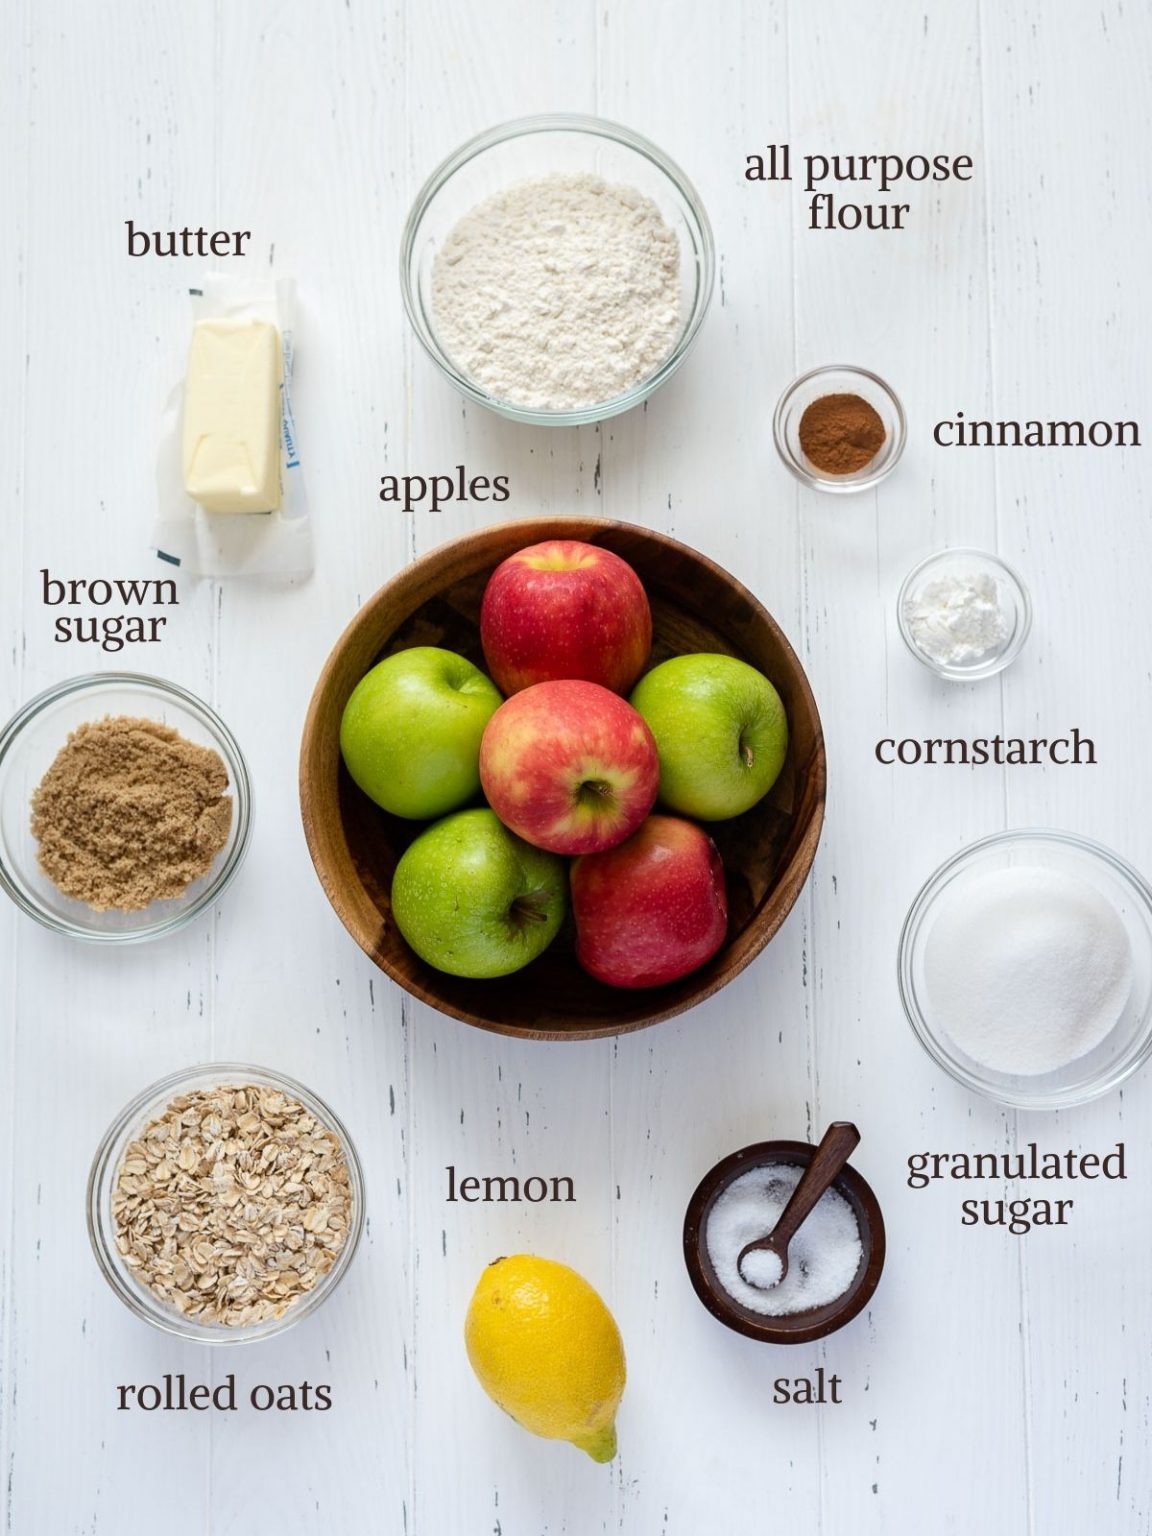 all purpose
flour
butter
cinnamon
apples
brown
sugar
cornstarch
granulated
sugar
lemon
salt
rolled oats